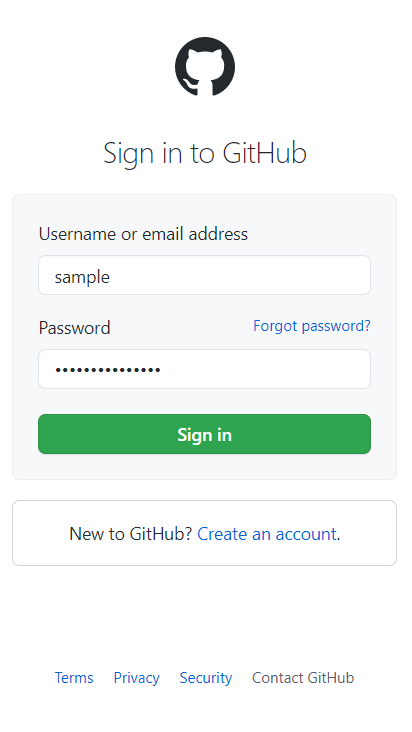 Sign in to GitHub
Username or email address
sample
Password Forgot password?
•••••••••••••••
Sign in
New to GitHub? Create an account.
Terms Privacy Security Contact GitHub